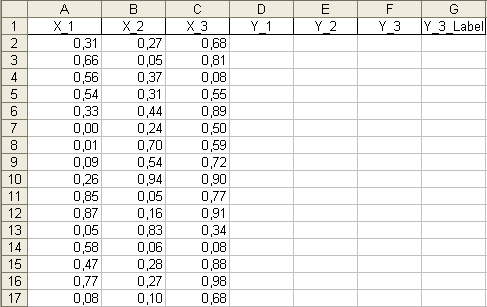 A B C D E F G
1 X_1 X_2 X_3 Y_1 Y_2 Y_3 Y_3_Label
2 0,31 0,27 0,68
3 0,66 0,05 0,81
4 0,56 0,37 0,08
5 0,54 0,31 0,55
6 0,33 0,44 0,89
7 0,00 0,24 0,50
8 0,01 0,70 0,59
9 0,09 0,54 0,72
10 0,26 0,94 0,90
11 0,85 0,05 0,77
12 0,87 0,16 0,91
13 0,05 0,83 0,34
14 0,58 0,06 0,08
15 0,47 0,28 0,88
16 0,77 0,27 0,98
17 0,08 0,10 0,68